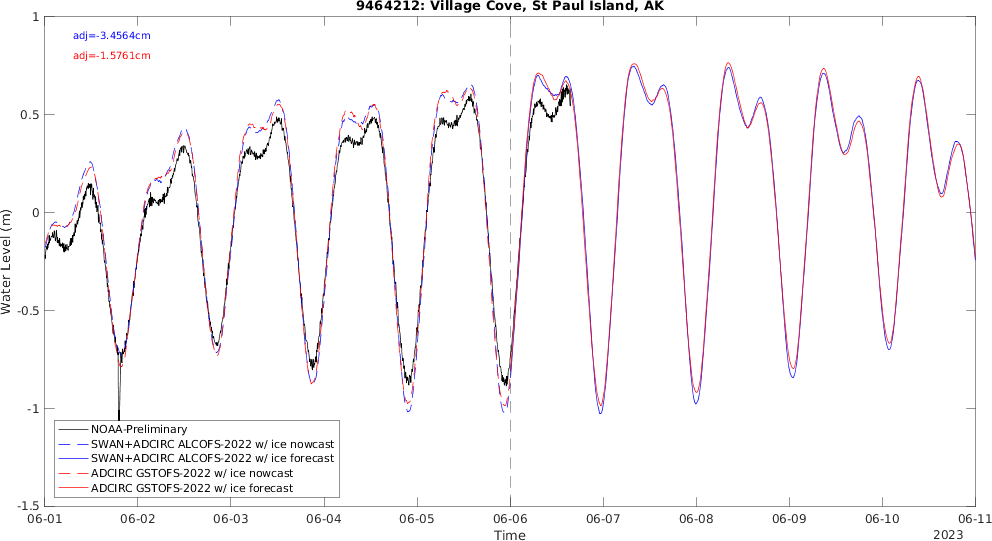 9464212: Village Cove, St Paul Island, AK
adj=-3.4564cm
adj=-1.5761cm
1
0.5
0
-0.5
-1
-1.5
Water Level (m)
NOAA-Preliminary
SWAN+ADCIRC ALCOFS-2022 w/ ice nowcast
SWAN+ADCIRC ALCOFS-2022 w/ ice forecast
ADCIRC GSTOFS-2022 w/ ice nowcast
ADCIRC GSTOFS-2022 w/ ice forecast
06-01 06-02 06-03 06-04 06-05 06-06 06-07 06-08 06-09 06-10 06-11
Time
2023